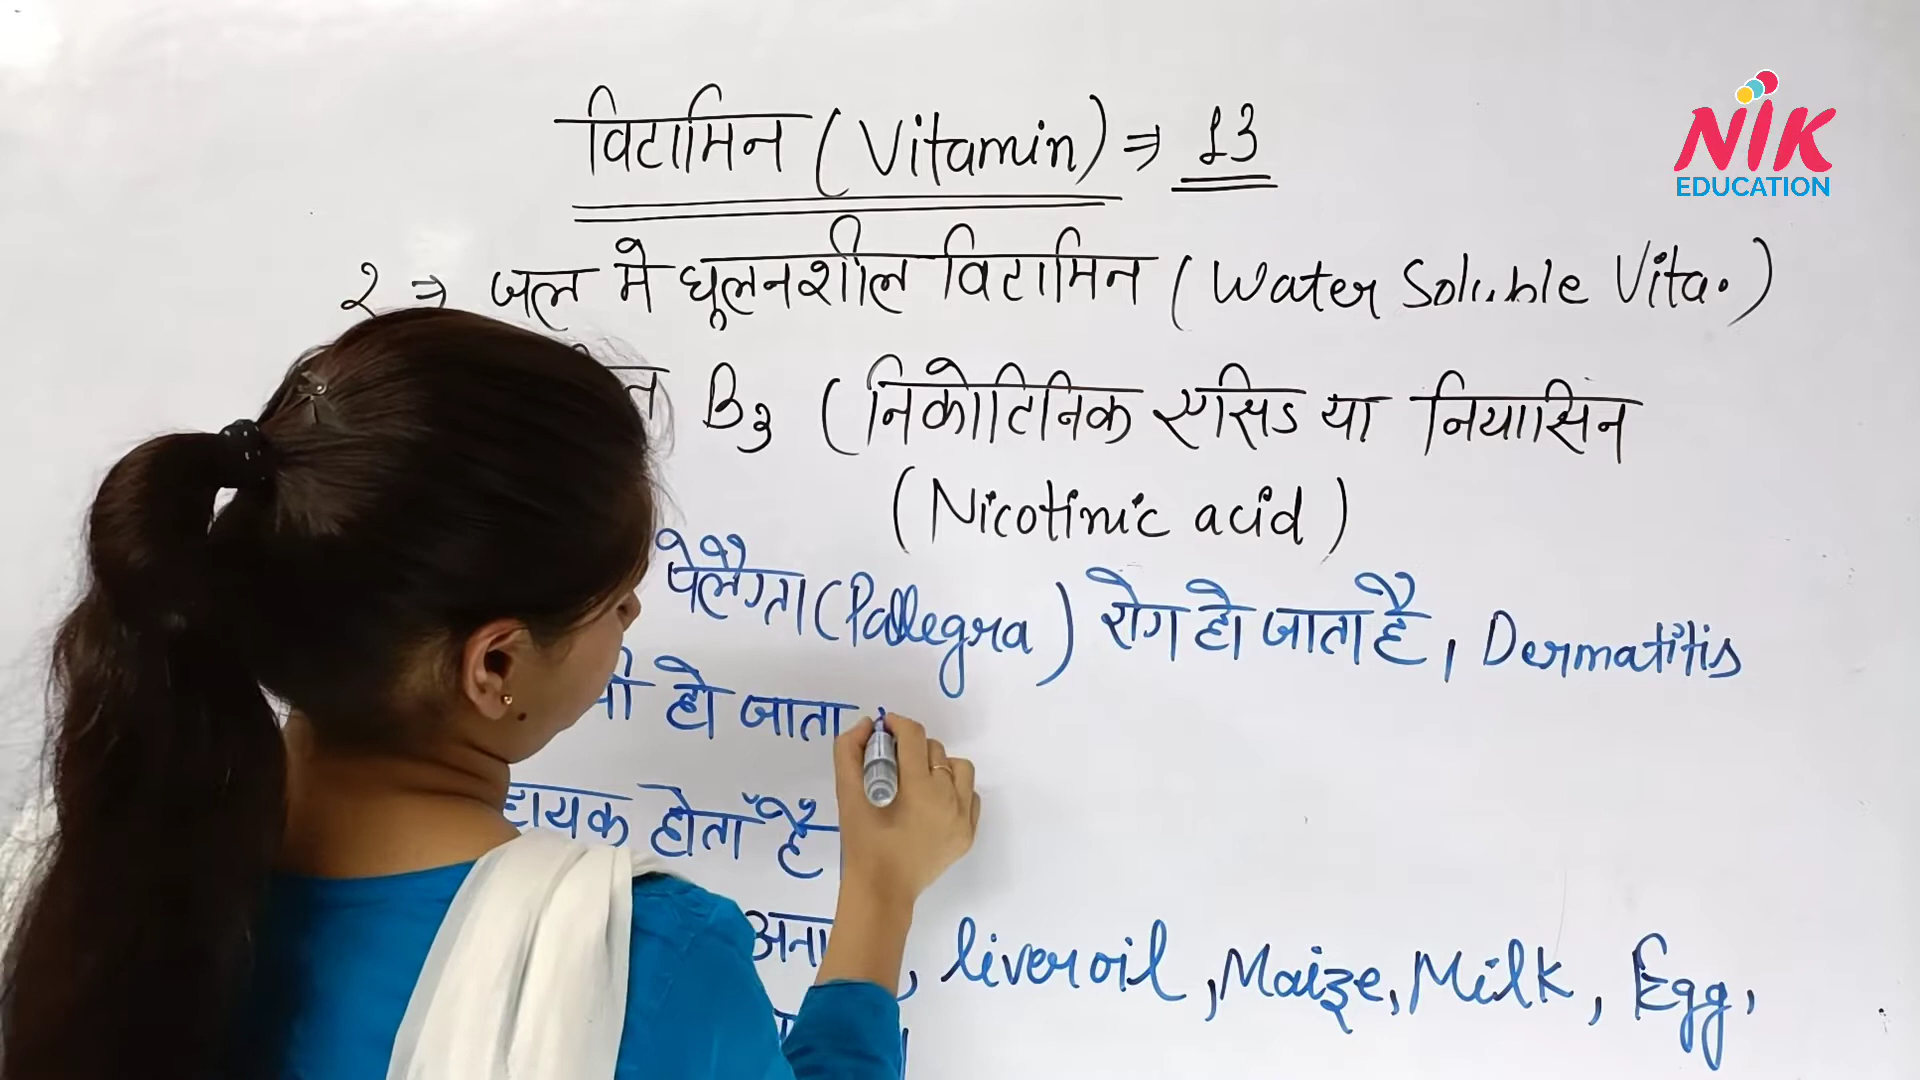 विटामिन (Vitamin) ⇒ 13
NIK
EDUCATION
2 ⇒ जल मे घूलनशील विटामिन (Water Soluble Vita.)
B3 (निकोटिनिक एसिड या नियासिन
(Nicotinic acid)
पेलैग्रा (Pallegra) रोग हो जाता है, Dermatitis
हो जाता
होता है
, liver oil, Maize, Milk, Egg,